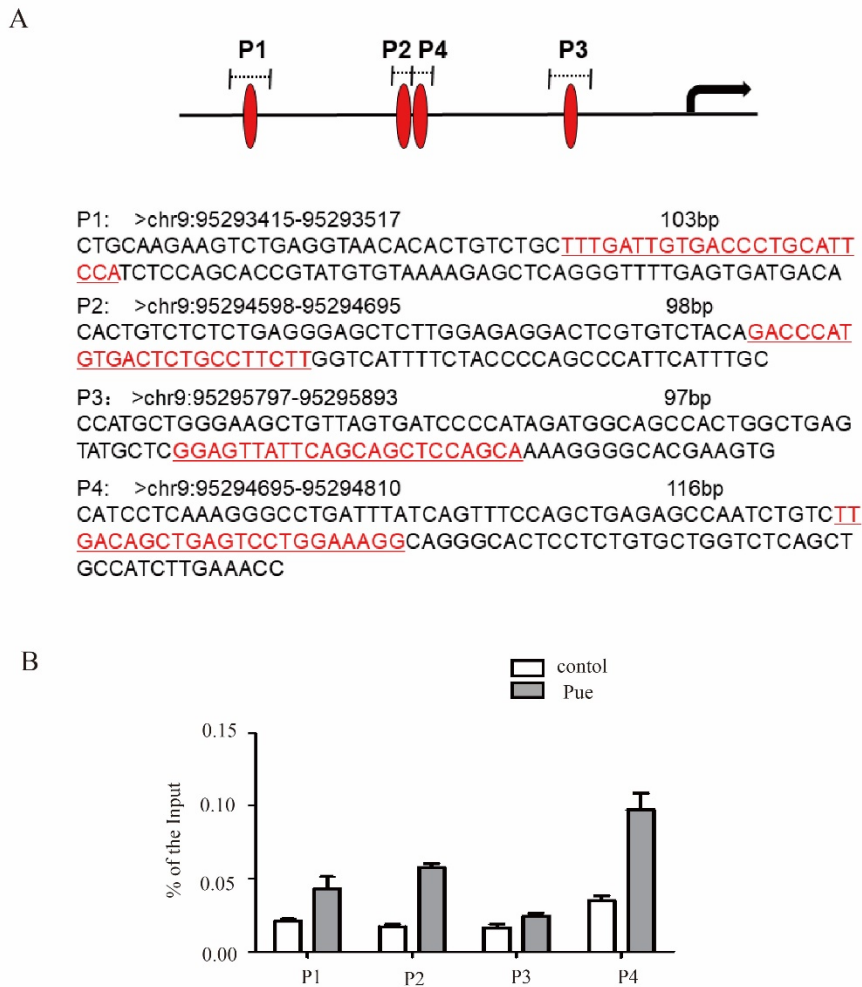 A
P1 P2 P4 P3
P1: >chr9:95293415-95293517 103bp
CTGCAAGAAGTCTGAGGTAACACACTGTCTGCTTTGATTGTGACCCTGCATT
CCATCTCCAGCACCGTATGTGTAAAAGAGCTCAGGGTTTTGAGTGATGACA
P2: >chr9:95294598-95294695 98bp
CACTGTCTCTCTGAGGGAGCTCTTGGAGAGGACTCGTGTCTACAGACCCAT
GTGACTCTGCCTTCTTGGTCATTTTCTACCCCAGCCCATTCATTTGC
P3: >chr9:95295797-95295893 97bp
CCATGCTGGGAAGCTGTTAGTGATCCCCATAGATGGCAGCCACTGGCTGAG
TATGCTCGGAGTTATTCAGCAGCTCCAGCAAAAGGGGCACGAAGTG
P4: >chr9:95294695-95294810 116bp
CATCCTCAAAGGGCCTGATTTATCAGTTTCCAGCTGAGAGCCAATCTGTCTT
GACAGCTGAGTCCTGGAAAGGCAGGGCACTCCTCTGTGCTGGTCTCAGCT
GCCATCTTGAAACC
B
contol
Pue
% of the Input
0.15
0.10
0.05
0.00
P1 P2 P3 P4